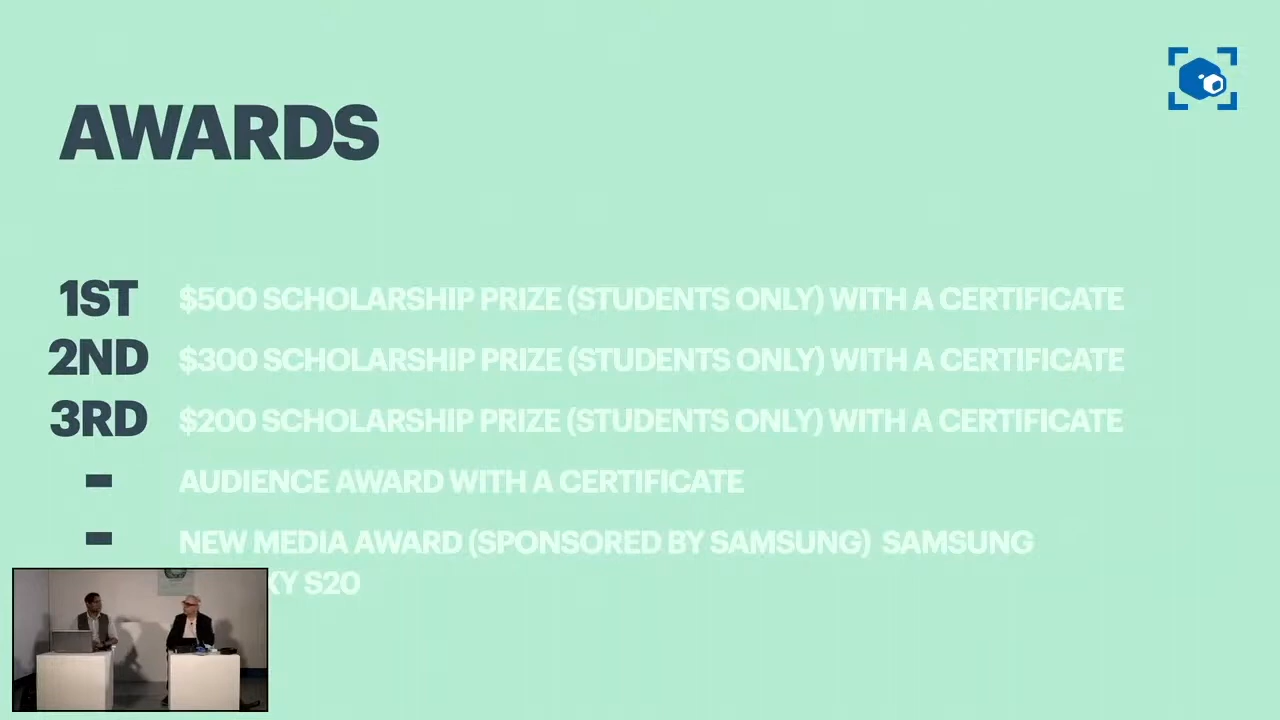 AWARDS
1ST $500 SCHOLARSHIP PRIZE (STUDENTS ONLY) WITH A CERTIFICATE
2ND $300 SCHOLARSHIP PRIZE (STUDENTS ONLY) WITH A CERTIFICATE
3RD $200 SCHOLARSHIP PRIZE (STUDENTS ONLY) WITH A CERTIFICATE
- AUDIENCE AWARD WITH A CERTIFICATE
- NEW MEDIA AWARD (SPONSORED BY SAMSUNG) SAMSUNG
S20